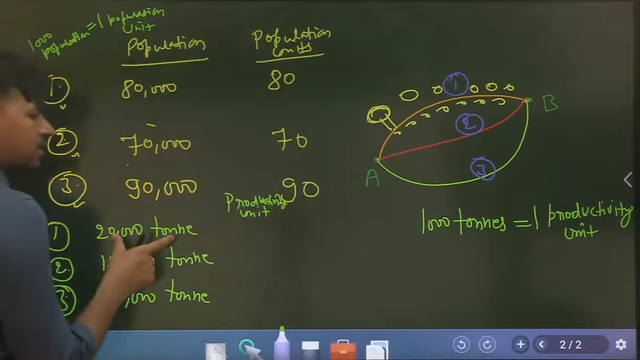 1000 population = 1 population unit
Population
Population units
1. 80,000 80
2. 70,000 70
3. 90,000 90
Productivity unit
1 20,000 tonne
2 tonne
3 ,000 tonne
1
2
3
A
B
1000 tonnes = 1 productivity unit
2/2